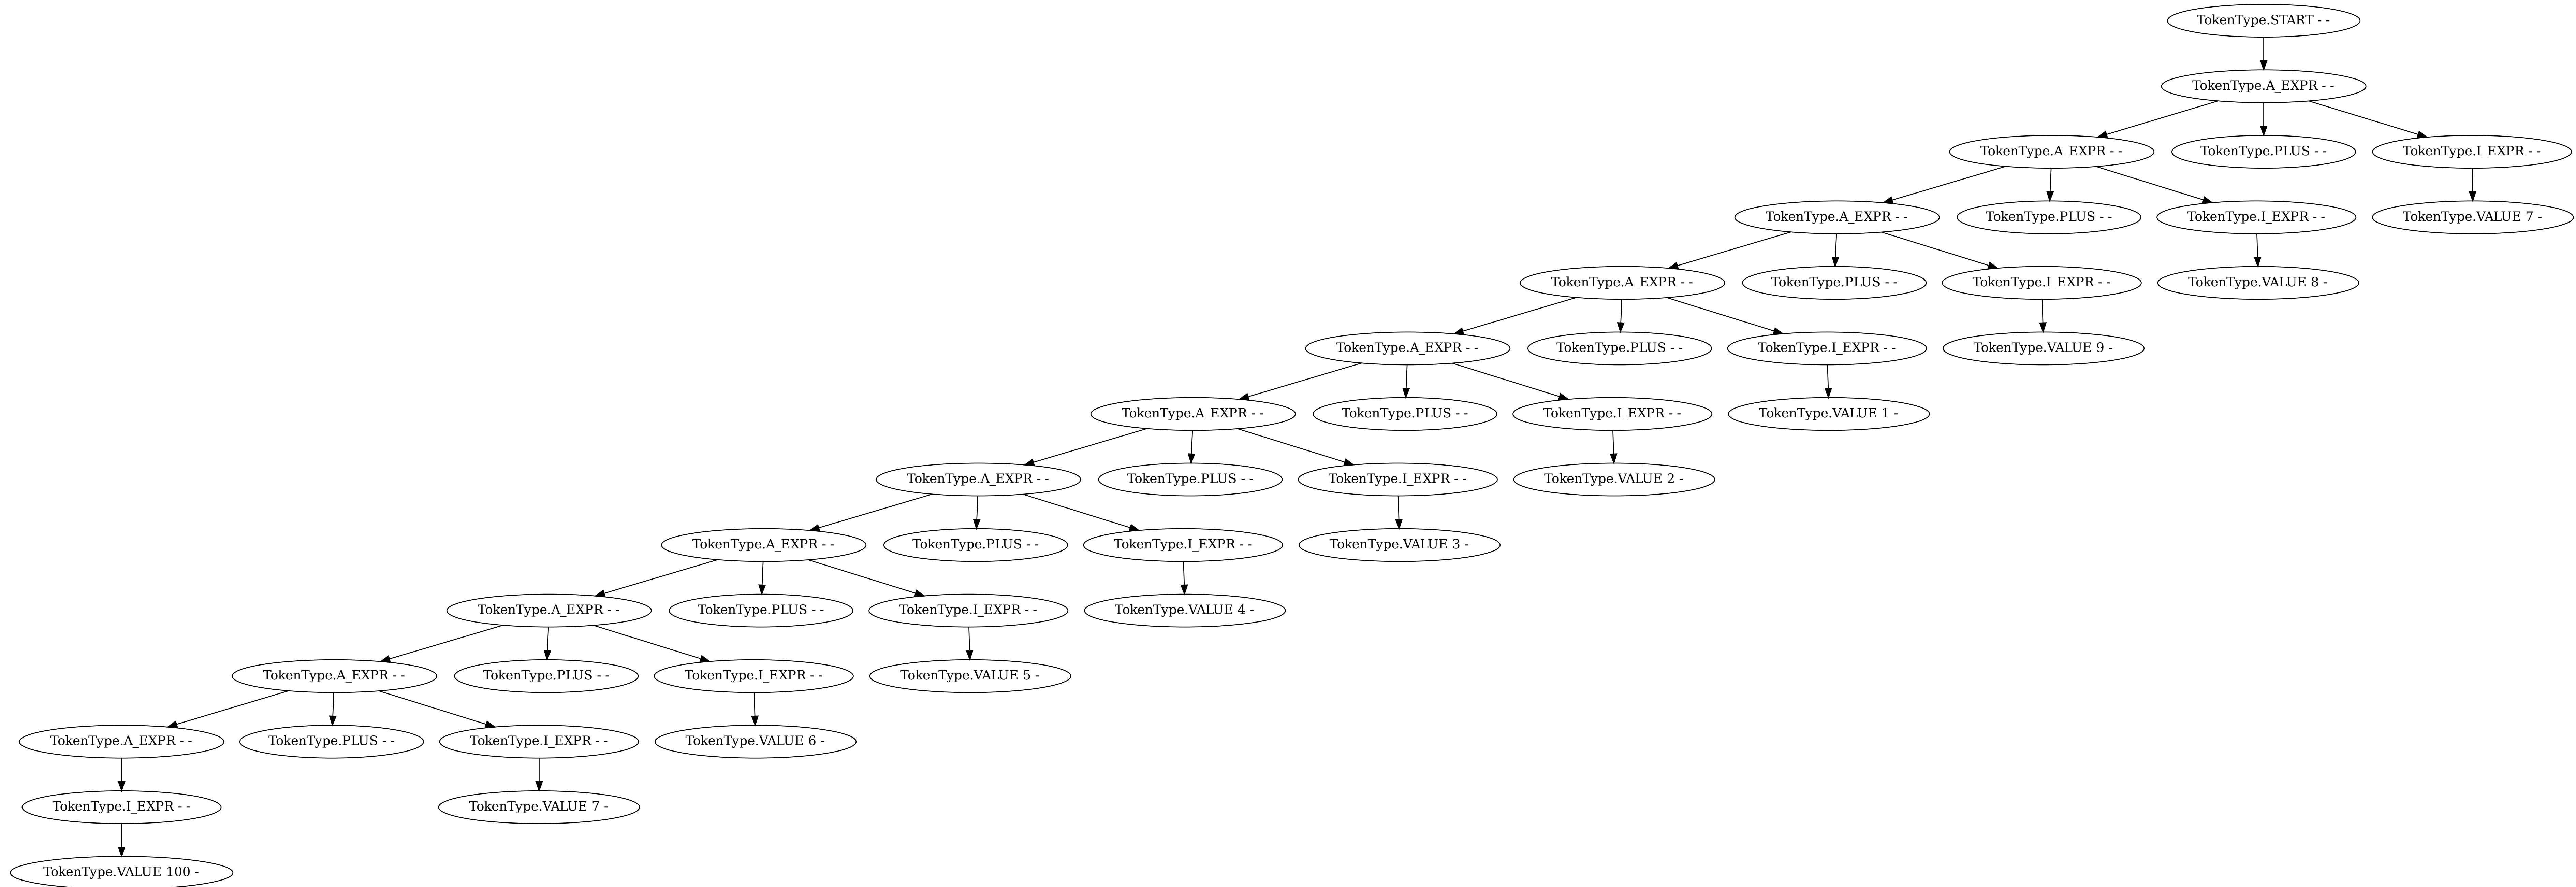 TokenType.START - -
TokenType.A_EXPR - -
TokenType.A_EXPR - -
TokenType.PLUS - -
TokenType.I_EXPR - -
TokenType.A_EXPR - -
TokenType.PLUS - -
TokenType.I_EXPR - -
TokenType.VALUE 7 -
TokenType.A_EXPR - -
TokenType.PLUS - -
TokenType.I_EXPR - -
TokenType.VALUE 8 -
TokenType.A_EXPR - -
TokenType.PLUS - -
TokenType.I_EXPR - -
TokenType.VALUE 9 -
TokenType.A_EXPR - -
TokenType.PLUS - -
TokenType.I_EXPR - -
TokenType.VALUE 1 -
TokenType.A_EXPR - -
TokenType.PLUS - -
TokenType.I_EXPR - -
TokenType.VALUE 2 -
TokenType.A_EXPR - -
TokenType.PLUS - -
TokenType.I_EXPR - -
TokenType.VALUE 3 -
TokenType.A_EXPR - -
TokenType.PLUS - -
TokenType.I_EXPR - -
TokenType.VALUE 4 -
TokenType.A_EXPR - -
TokenType.PLUS - -
TokenType.I_EXPR - -
TokenType.VALUE 5 -
TokenType.A_EXPR - -
TokenType.PLUS - -
TokenType.I_EXPR - -
TokenType.VALUE 6 -
TokenType.I_EXPR - -
TokenType.VALUE 7 -
TokenType.VALUE 100 -